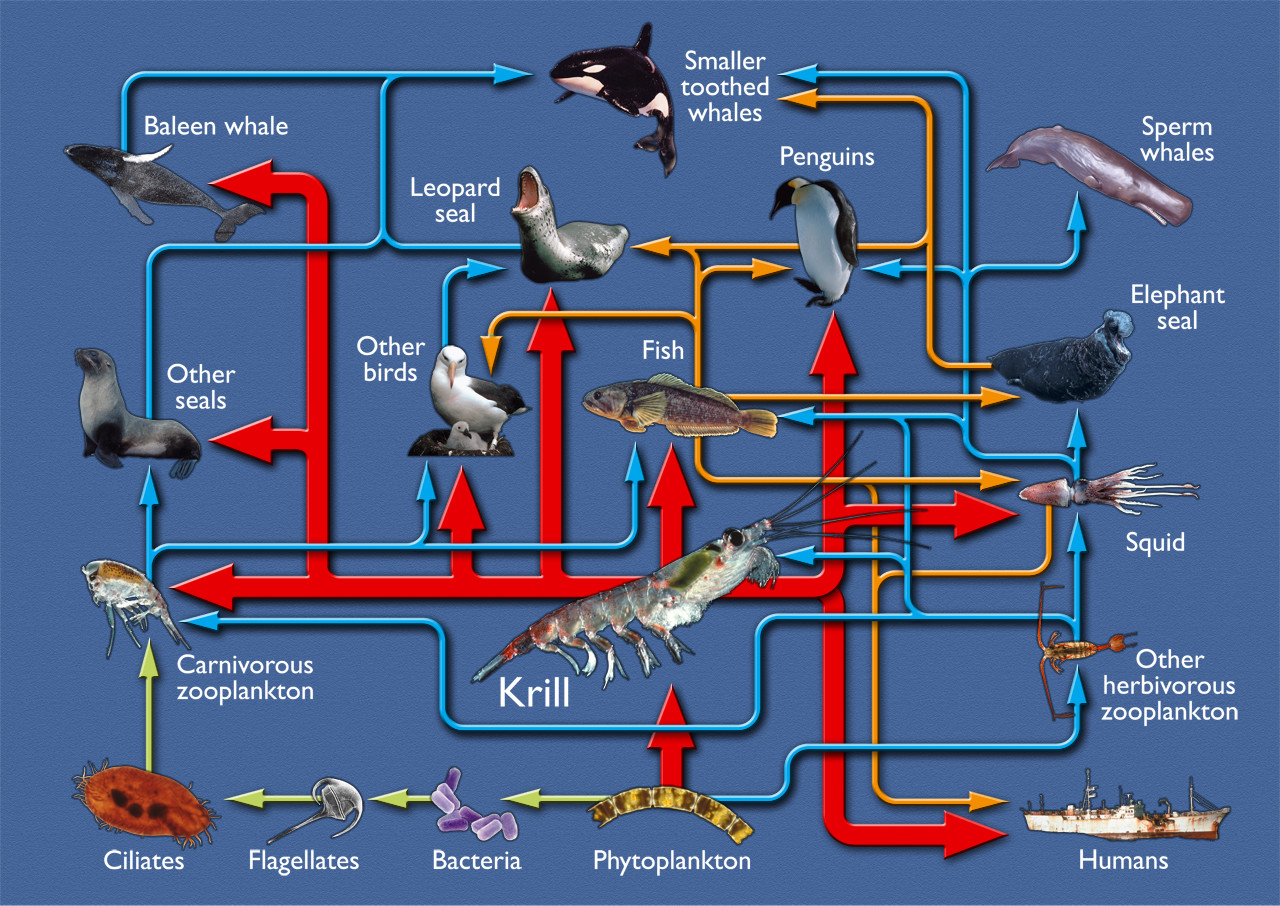 Smaller
toothed
whales
Baleen whale
Sperm
whales
Penguins
Leopard
seal
Elephant
seal
Other
birds
Fish
Other
seals
Squid
Carnivorous
zooplankton
Krill
Other
herbivorous
zooplankton
Ciliates
Flagellates
Bacteria
Phytoplankton
Humans